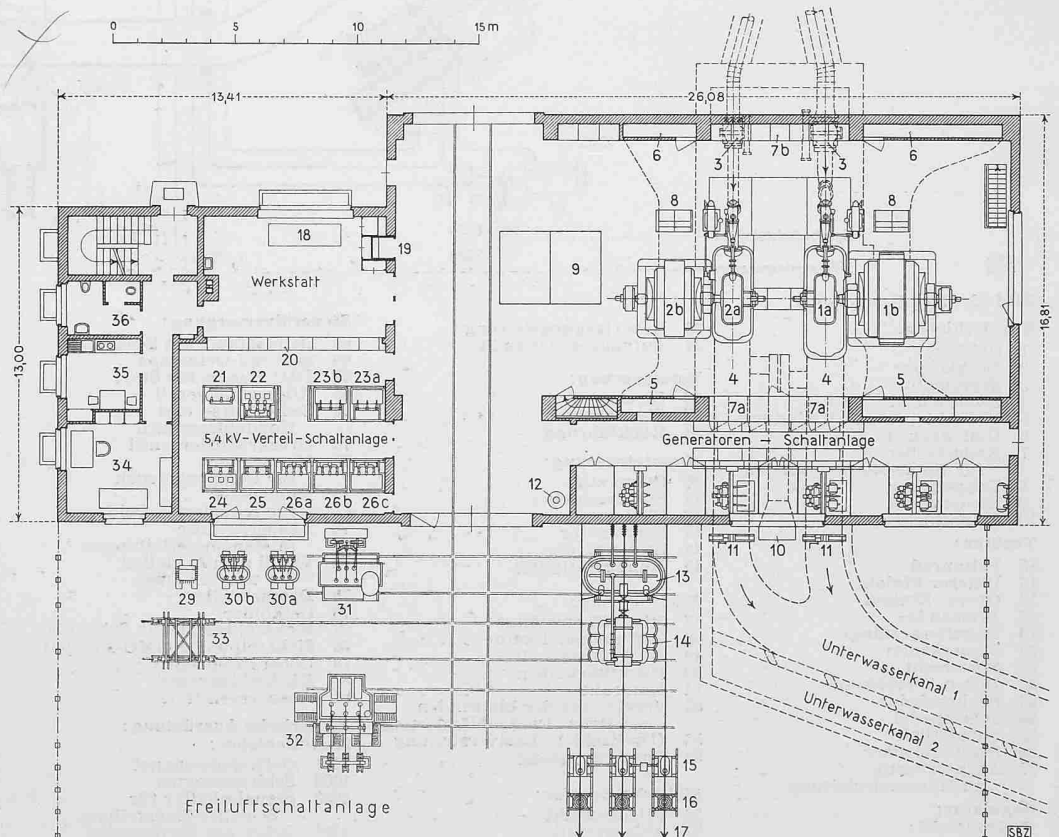 0 5 10 15 m
13,41
26,08
6 3 7b 3 6
8 8
18
19
Werkstatt
9
2b 2a 1a 1b
16,81
13,00
36
35
20
21 22 23b 23a
5 4 4 5
7a 7a
5,4 kV – Verteil – Schaltanlage
Generatoren – Schaltanlage
34
24 25 26a 26b 26c
12
11 10 11
29 30b 30a 31
13
14
33
Unterwasserkanal 1
Unterwasserkanal 2
32
15
16
17
Freiluftschaltanlage
SBZ